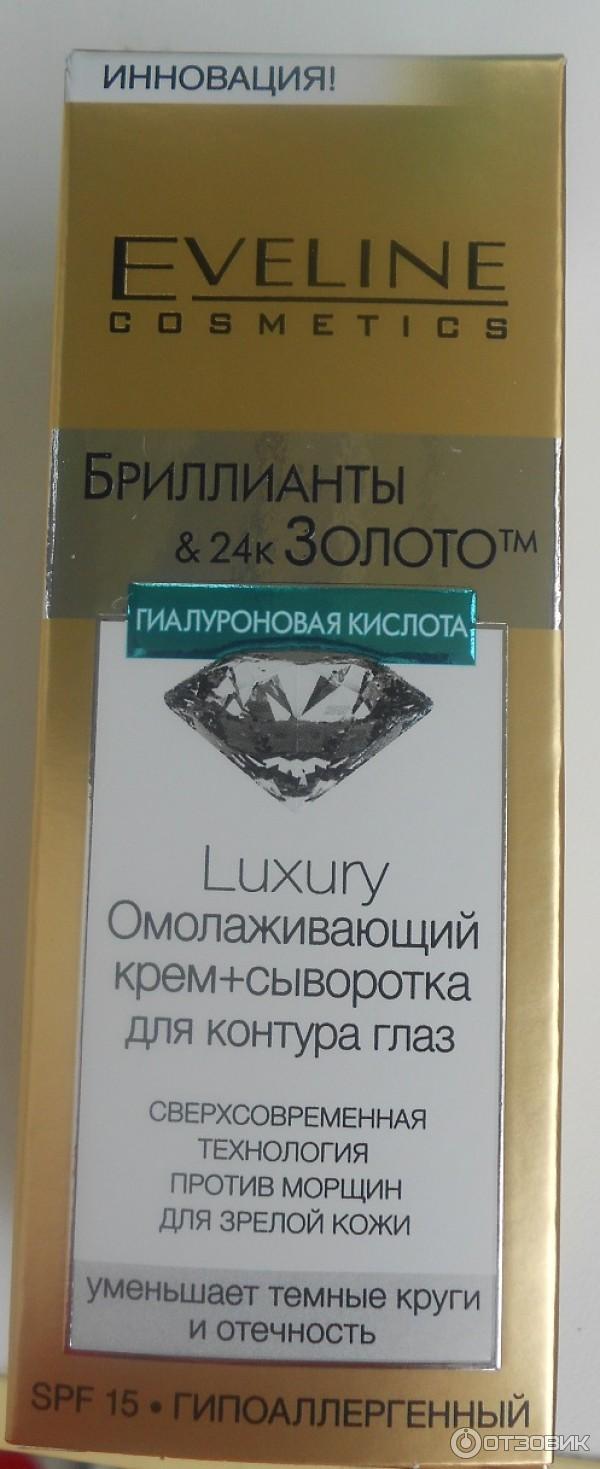 ИННОВАЦИЯ!
EVELINE
COSMETICS
БРИЛЛИАНТЫ
& 24К ЗОЛОТО™
ГИАЛУРОНОВАЯ КИСЛОТА
Luxury
Омолаживающий
крем+сыворотка
для контура глаз
СВЕРХСОВРЕМЕННАЯ
ТЕХНОЛОГИЯ
ПРОТИВ МОРЩИН
ДЛЯ ЗРЕЛОЙ КОЖИ
уменьшает темные круги
и отечность
SPF 15 • ГИПОАЛЛЕРГЕННЫЙ
ОТЗОВИК